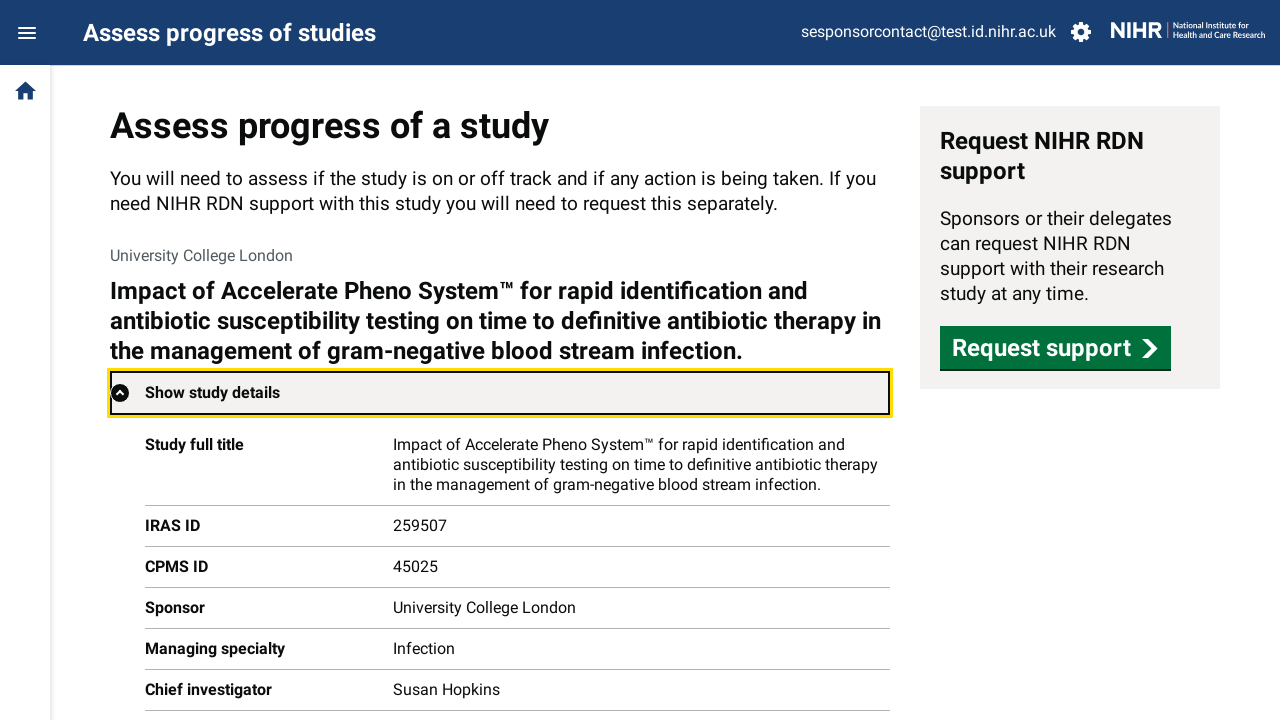 Assess progress of studies
sesponsorcontact@test.id.nihr.ac.uk
NIHR | National Institute for
Health and Care Research
Assess progress of a study
You will need to assess if the study is on or off track and if any action is being taken. If you
need NIHR RDN support with this study you will need to request this separately.
University College London
Impact of Accelerate Pheno System™ for rapid identification and
antibiotic susceptibility testing on time to definitive antibiotic therapy in
the management of gram-negative blood stream infection.
Show study details
Study full title
Impact of Accelerate Pheno System™ for rapid identification and
antibiotic susceptibility testing on time to definitive antibiotic therapy
in the management of gram-negative blood stream infection.
IRAS ID
259507
CPMS ID
45025
Sponsor
University College London
Managing specialty
Infection
Chief investigator
Susan Hopkins
Request NIHR RDN
support
Sponsors or their delegates
can request NIHR RDN
support with their research
study at any time.
Request support